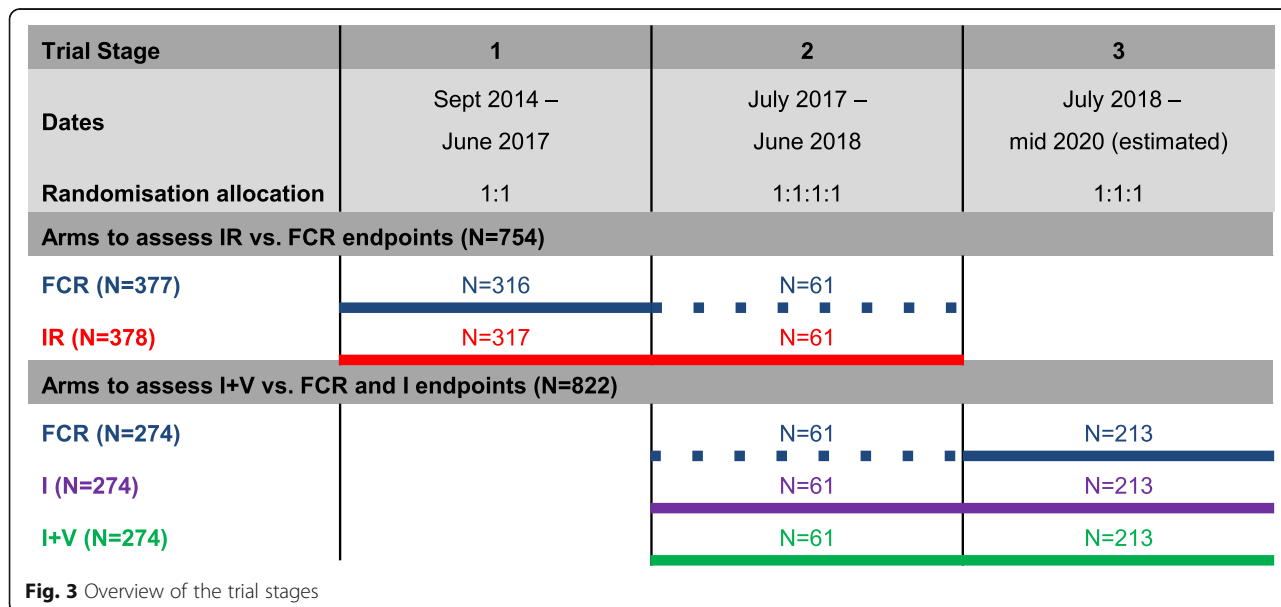 Trial Stage 1 2 3
Dates
Sept 2014 – July 2017 – July 2018 –
June 2017 June 2018 mid 2020 (estimated)
Randomisation allocation 1:1 1:1:1:1 1:1:1
Arms to assess IR vs. FCR endpoints (N=754)
FCR (N=377) N=316 N=61
IR (N=378) N=317 N=61
Arms to assess I+V vs. FCR and I endpoints (N=822)
FCR (N=274) N=61 N=213
I (N=274) N=61 N=213
I+V (N=274) N=61 N=213
Fig. 3 Overview of the trial stages